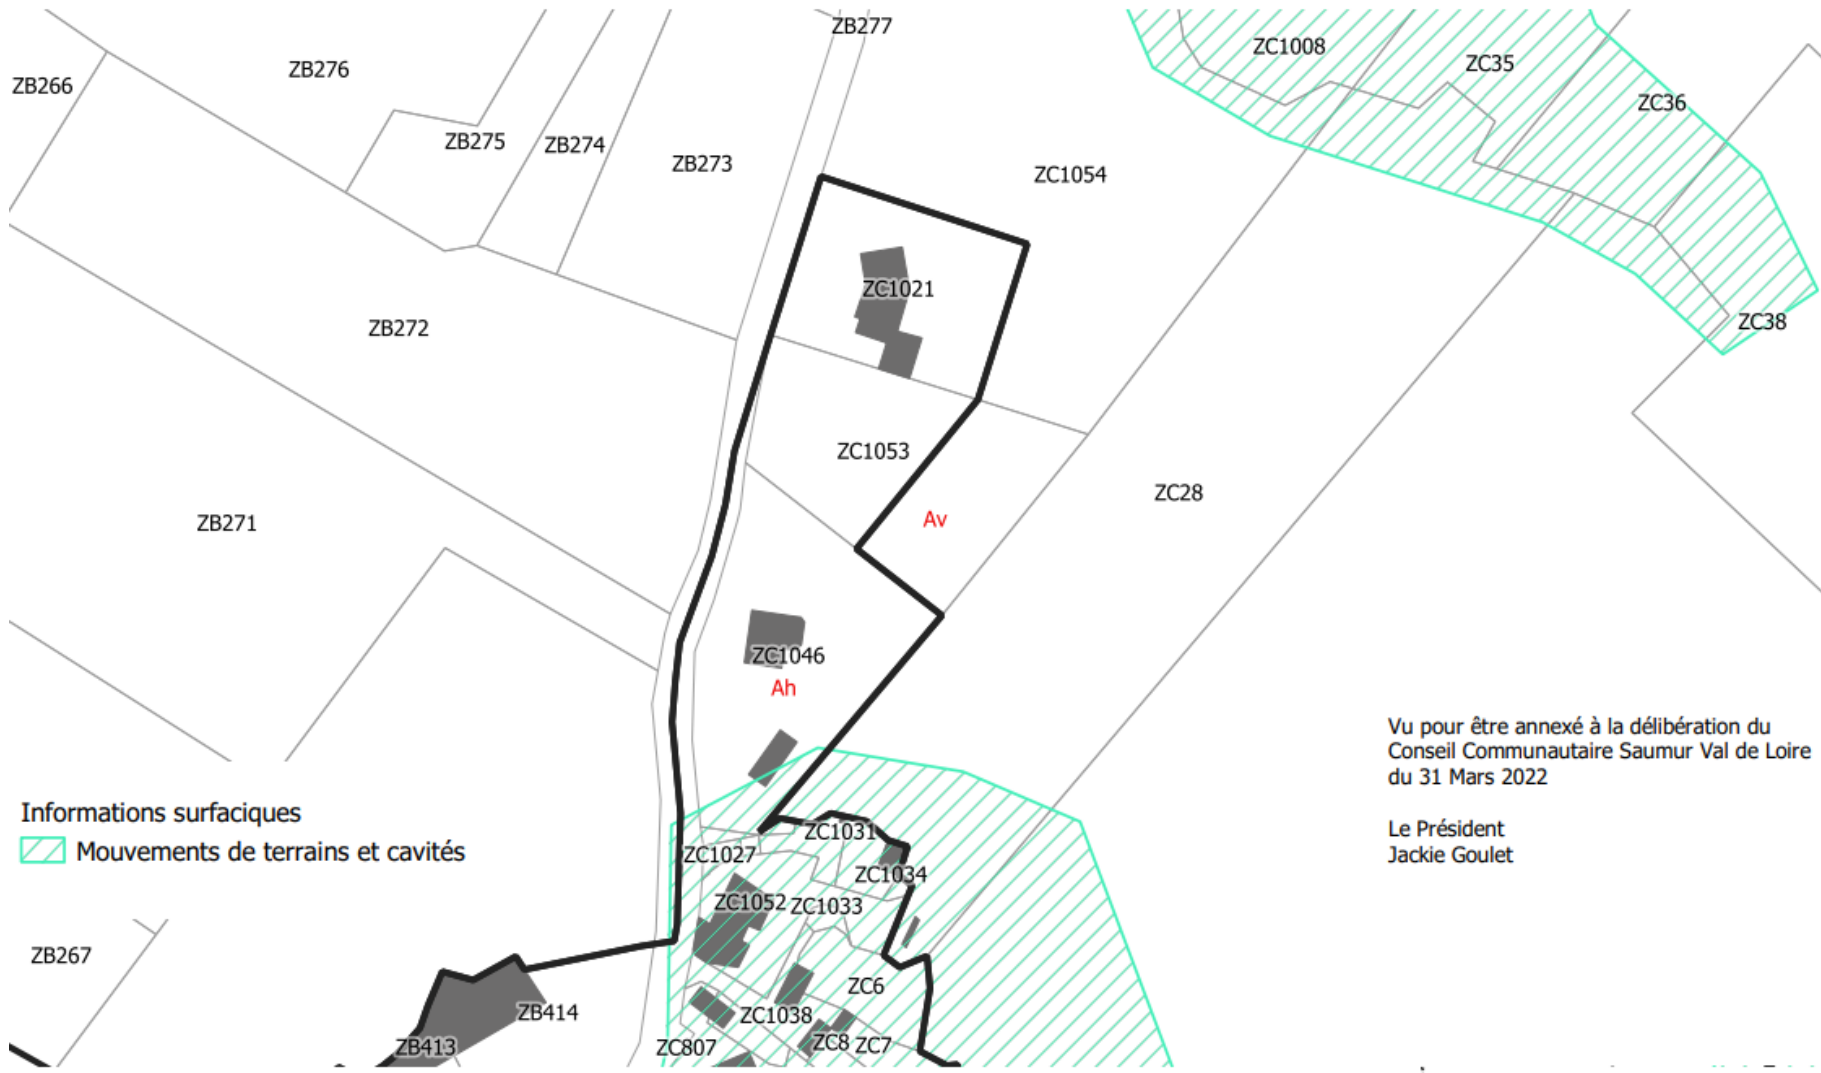 ZB277
ZC1008
ZC35
ZB276
ZB266
ZC36
ZB275
ZB274
ZB273
ZC1054
ZC1021
ZC38
ZB272
ZC1053
ZC28
Av
ZB271
ZC1046
Ah
Vu pour être annexé à la délibération du
Conseil Communautaire Saumur Val de Loire
du 31 Mars 2022
Le Président
Jackie Goulet
Informations surfaciques
Mouvements de terrains et cavités
ZC1031
ZC1027
ZC1034
ZC1052
ZC1033
ZB267
ZC6
ZB414
ZC1038
ZB413
ZC807
ZC8
ZC7